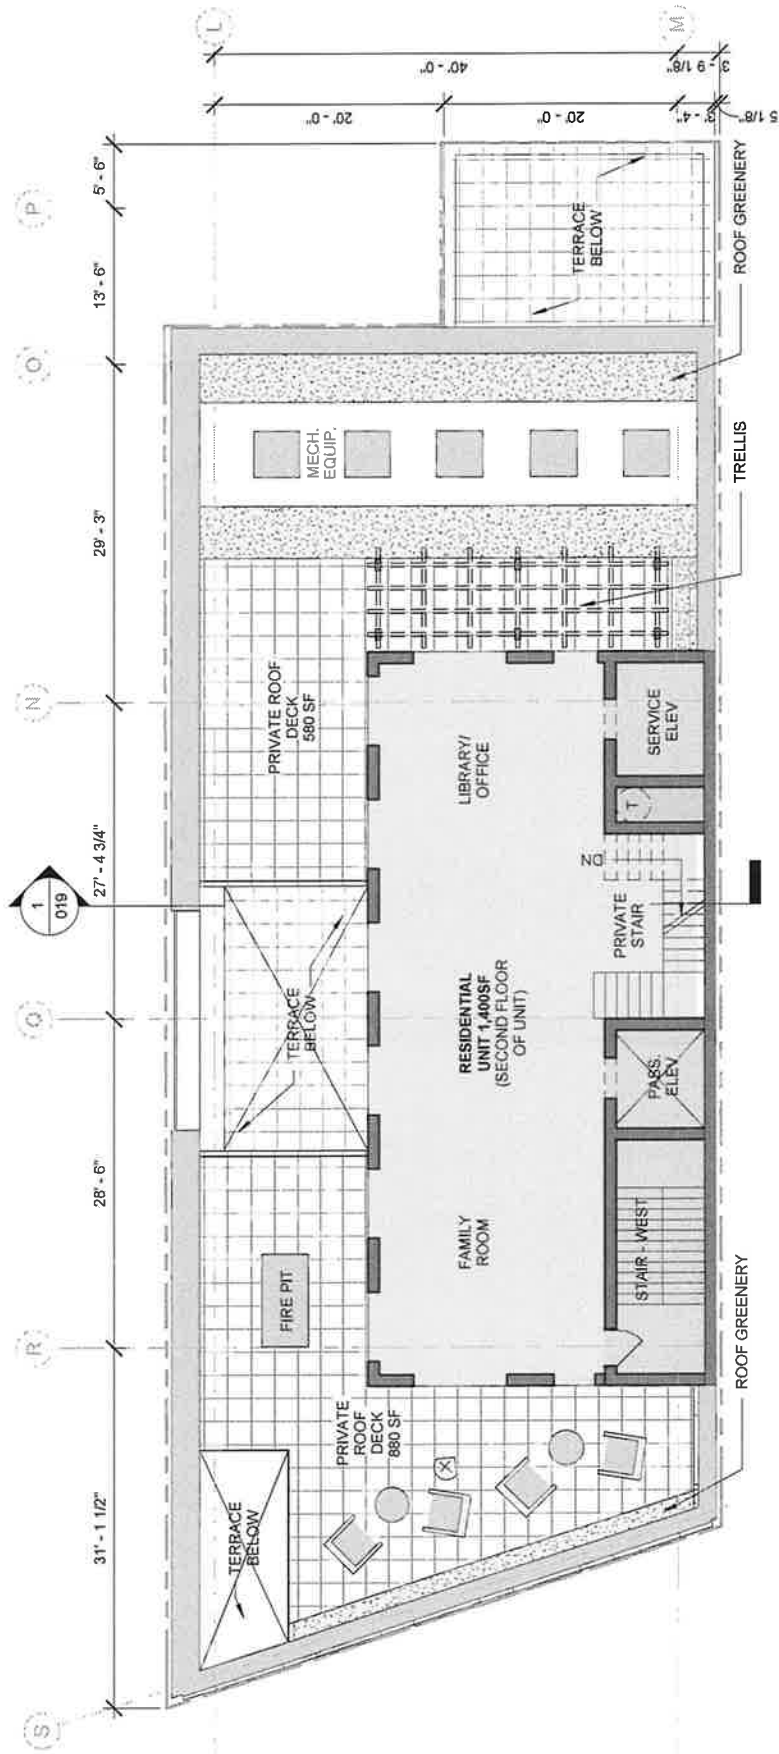 S
R
Q
N
O
P
L
M
31' - 1 1/2"
28' - 6"
27' - 4 3/4"
29' - 3"
13' - 6"
5' - 6"
20' - 0"
20' - 0"
3' - 4"
5 1/8"
40' - 0"
3' - 9 1/8"
1
019
TERRACE
BELOW
FIRE PIT
PRIVATE
ROOF
DECK
880 SF
TERRACE
BELOW
PRIVATE ROOF
DECK
580 SF
MECH.
EQUIP.
TERRACE
BELOW
FAMILY
ROOM
RESIDENTIAL
UNIT 1,400SF
(SECOND FLOOR
OF UNIT)
LIBRARY/
OFFICE
STAIR - WEST
PASS.
ELEV
PRIVATE
STAIR
DN
T
SERVICE
ELEV
ROOF GREENERY
TRELLIS
ROOF GREENERY